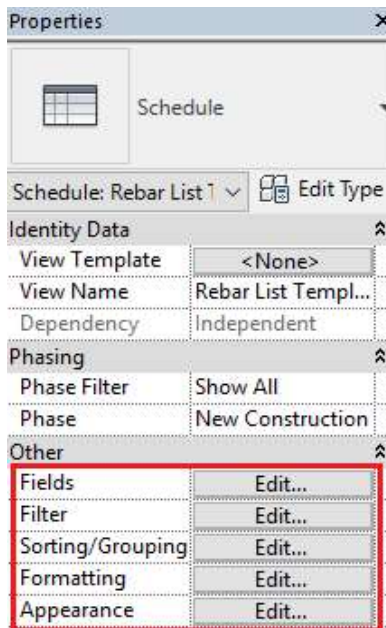 Properties
Schedule
Schedule: Rebar List Edit Type
Identity Data
View Template <None>
View Name Rebar List Templ...
Dependency Independent
Phasing
Phase Filter Show All
Phase New Construction
Other
Fields Edit...
Filter Edit...
Sorting/Grouping Edit...
Formatting Edit...
Appearance Edit...